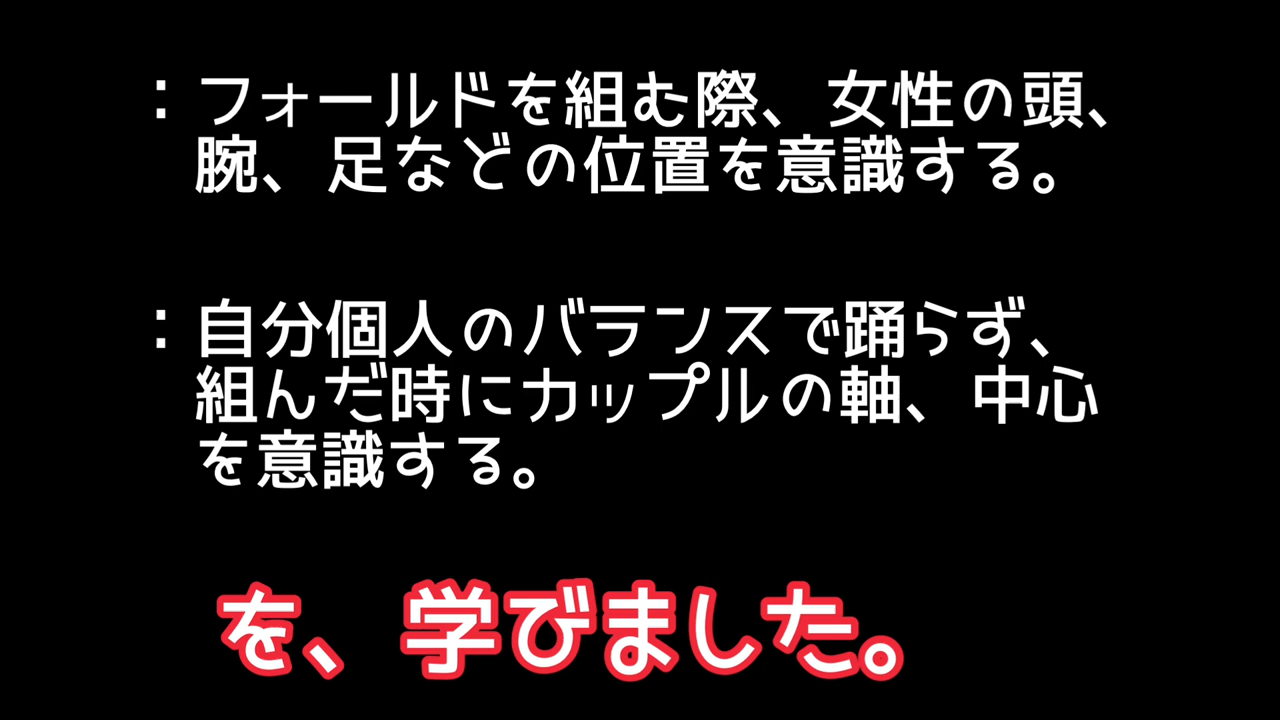 ：フォールドを組む際、女性の頭、
腕、足などの位置を意識する。
：自分個人のバランスで踊らず、
組んだ時にカップルの軸、中心
を意識する。
を、学びました。